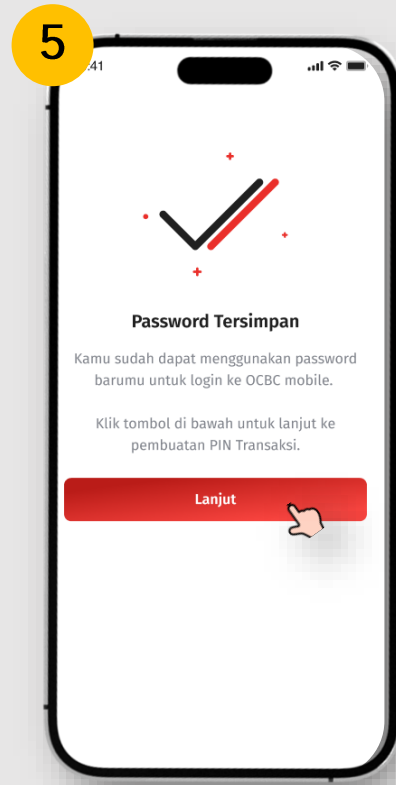 5
:41
Password Tersimpan
Kamu sudah dapat menggunakan password
barumu untuk login ke OCBC mobile.
Klik tombol di bawah untuk lanjut ke
pembuatan PIN Transaksi.
Lanjut